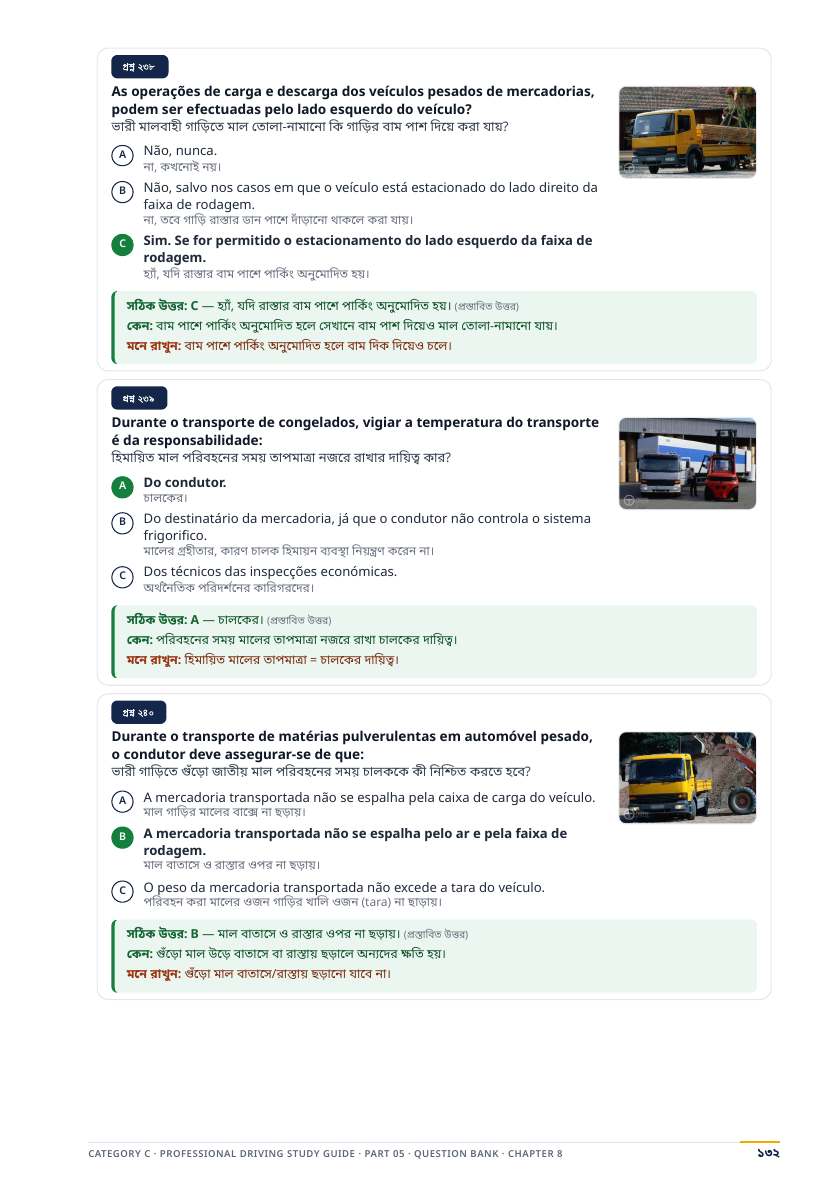 প্রশ্ন ২৩৮
As operações de carga e descarga dos veículos pesados de mercadorias,
podem ser efectuadas pelo lado esquerdo do veículo?
ভারী মালবাহী গাড়িতে মাল তোলা-নামানো কি গাড়ির বাম পাশ দিয়ে করা যায়?
A Não, nunca.
না, কখনোই নয়।
B Não, salvo nos casos em que o veículo está estacionado do lado direito da
faixa de rodagem.
না, তবে গাড়ি রাস্তার ডান পাশে দাঁড়ানো থাকলে করা যায়।
C Sim. Se for permitido o estacionamento do lado esquerdo da faixa de
rodagem.
হ্যাঁ, যদি রাস্তার বাম পাশে পার্কিং অনুমোদিত হয়।
সঠিক উত্তর: C — হ্যাঁ, যদি রাস্তার বাম পাশে পার্কিং অনুমোদিত হয়। (প্রস্তাবিত উত্তর)
কেন: বাম পাশে পার্কিং অনুমোদিত হলে সেখানে বাম পাশ দিয়েও মাল তোলা-নামানো যায়।
মনে রাখুন: বাম পাশে পার্কিং অনুমোদিত হলে বাম দিক দিয়েও চলে।
প্রশ্ন ২৩৯
Durante o transporte de congelados, vigiar a temperatura do transporte
é da responsabilidade:
হিমায়িত মাল পরিবহনের সময় তাপমাত্রা নজরে রাখার দায়িত্ব কার?
A Do condutor.
চালকের।
B Do destinatário da mercadoria, já que o condutor não controla o sistema
frigorifico.
মালের গ্রহীতার, কারণ চালক হিমায়ন ব্যবস্থা নিয়ন্ত্রণ করেন না।
C Dos técnicos das inspecções económicas.
অর্থনৈতিক পরিদর্শনের কারিগরদের।
সঠিক উত্তর: A — চালকের। (প্রস্তাবিত উত্তর)
কেন: পরিবহনের সময় মালের তাপমাত্রা নজরে রাখা চালকের দায়িত্ব।
মনে রাখুন: হিমায়িত মালের তাপমাত্রা = চালকের দায়িত্ব।
প্রশ্ন ২৪০
Durante o transporte de matérias pulverulentas em automóvel pesado,
o condutor deve assegurar-se de que:
ভারী গাড়িতে গুঁড়ো জাতীয় মাল পরিবহনের সময় চালককে কী নিশ্চিত করতে হবে?
A A mercadoria transportada não se espalha pela caixa de carga do veículo.
মাল গাড়ির মালের বাক্সে না ছড়ায়।
B A mercadoria transportada não se espalha pelo ar e pela faixa de
rodagem.
মাল বাতাসে ও রাস্তার ওপর না ছড়ায়।
C O peso da mercadoria transportada não excede a tara do veículo.
পরিবহন করা মালের ওজন গাড়ির খালি ওজন (tara) না ছাড়ায়।
সঠিক উত্তর: B — মাল বাতাসে ও রাস্তার ওপর না ছড়ায়। (প্রস্তাবিত উত্তর)
কেন: গুঁড়ো মাল উড়ে বাতাসে বা রাস্তায় ছড়ালে অন্যদের ক্ষতি হয়।
মনে রাখুন: গুঁড়ো মাল বাতাসে/রাস্তায় ছড়ানো যাবে না।
CATEGORY C · PROFESSIONAL DRIVING STUDY GUIDE · PART 05 · QUESTION BANK · CHAPTER 8
১৩২